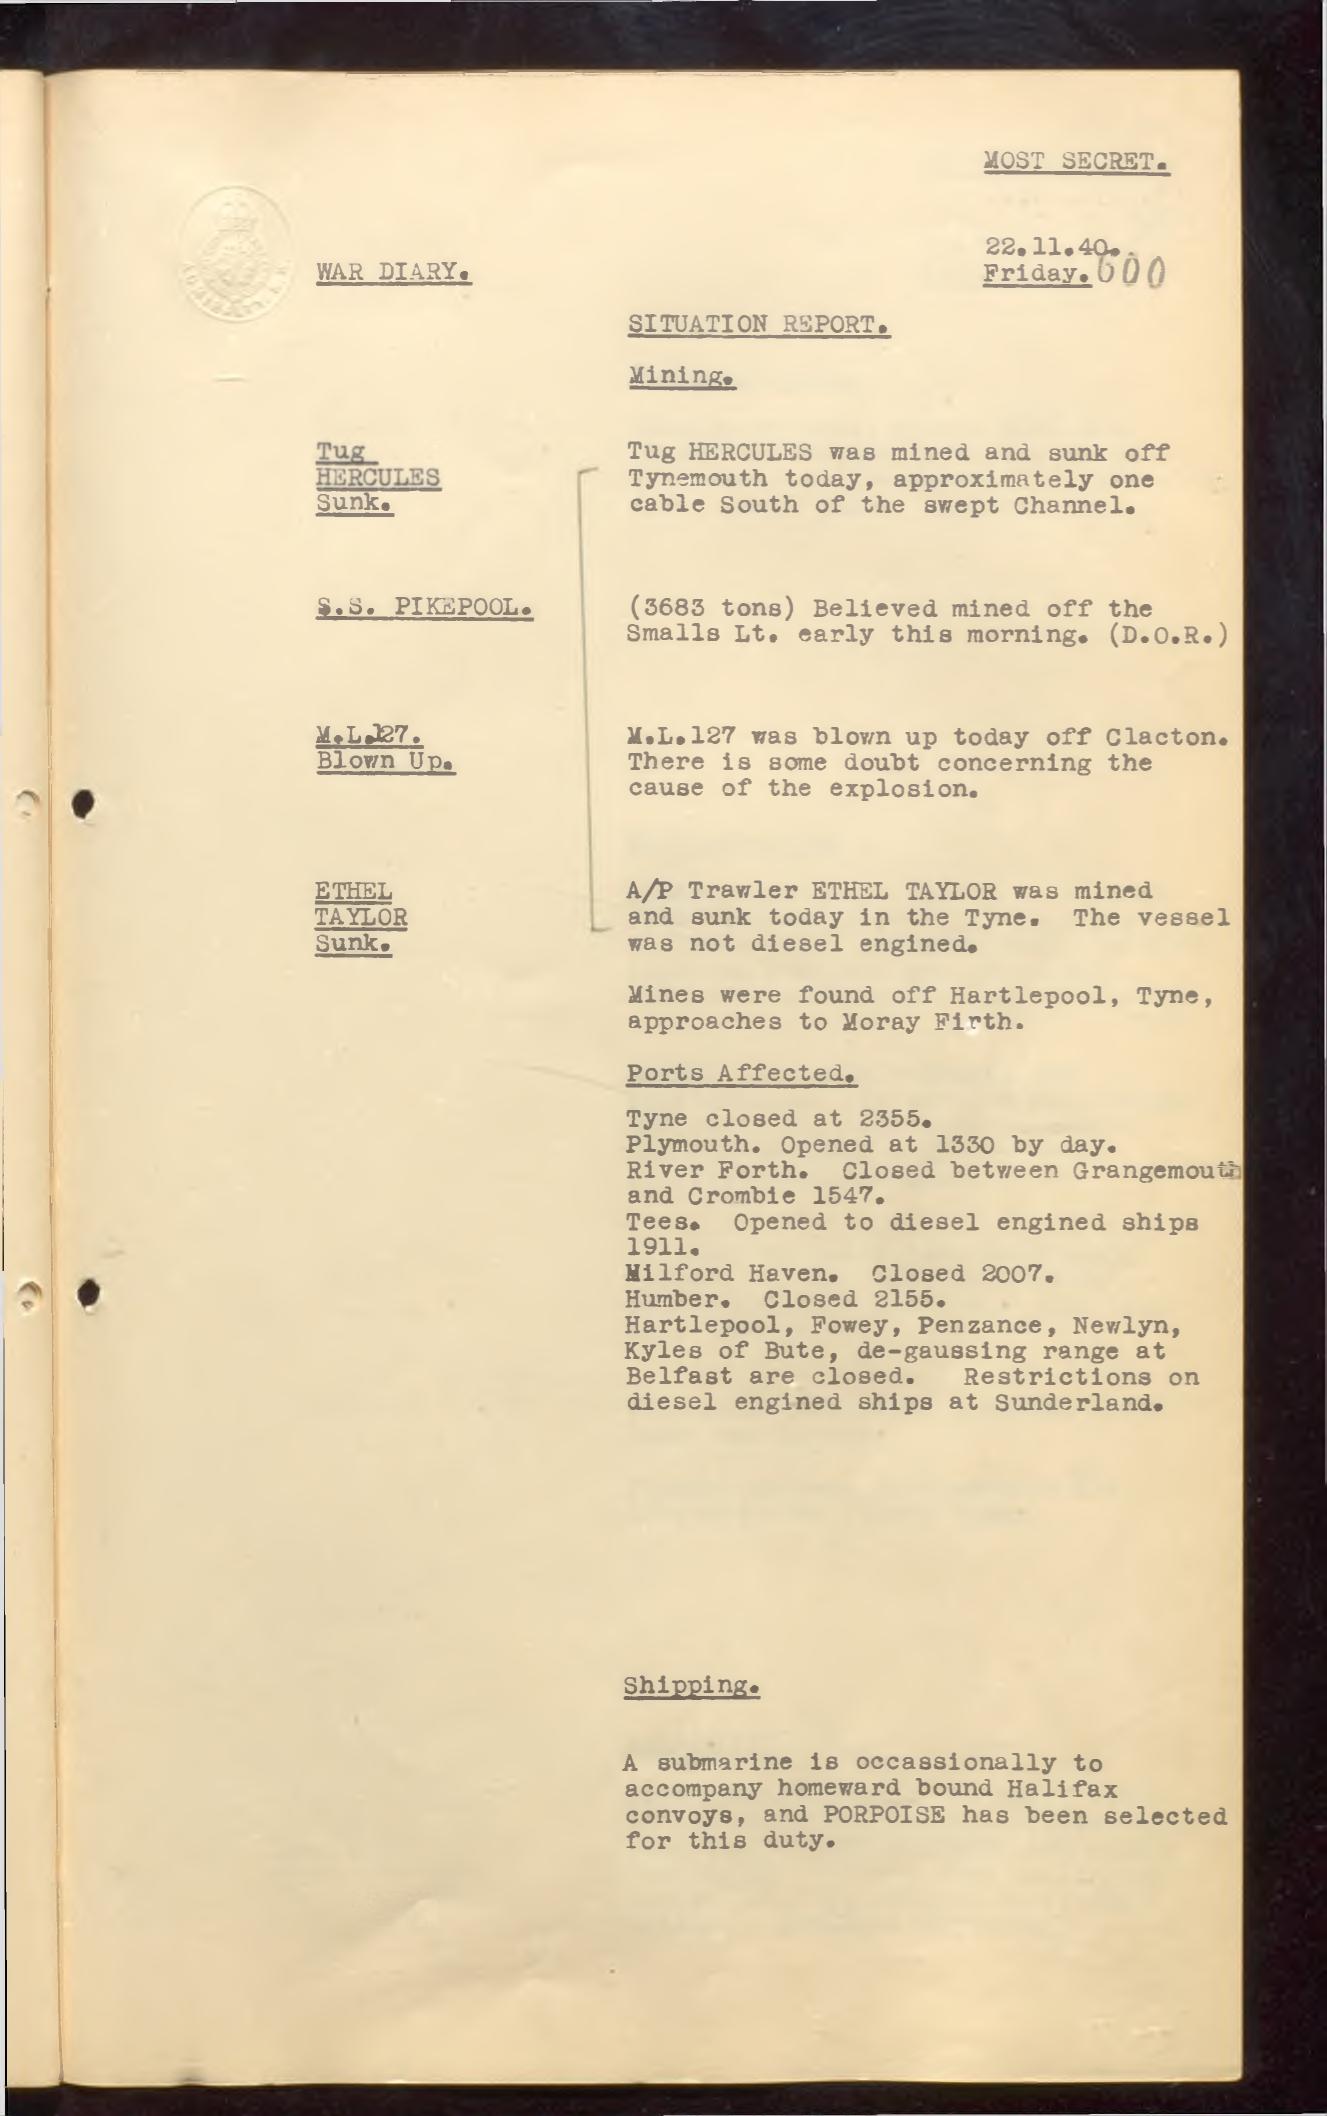 MOST SECRET.
22.11.40.
WAR DIARY.
Friday. 600
SITUATION REPORT.
Mining.
Tug
HERCULES
Sunk.
Tug HERCULES was mined and sunk off
Tynemouth today, approximately one
cable South of the swept Channel.
S.S. PIKEPOOL.
(3683 tons) Believed mined off the
Smalls Lt. early this morning. (D.O.R.)
M.L.127.
Blown Up.
M.L.127 was blown up today off Clacton.
There is some doubt concerning the
cause of the explosion.
ETHEL
TAYLOR
Sunk.
A/P Trawler ETHEL TAYLOR was mined
and sunk today in the Tyne. The vessel
was not diesel engined.
Mines were found off Hartlepool, Tyne,
approaches to Moray Firth.
Ports Affected.
Tyne closed at 2355.
Plymouth. Opened at 1330 by day.
River Forth. Closed between Grangemouth
and Crombie 1547.
Tees. Opened to diesel engined ships
1911.
Milford Haven. Closed 2007.
Humber. Closed 2155.
Hartlepool, Fowey, Penzance, Newlyn,
Kyles of Bute, de-gaussing range at
Belfast are closed. Restrictions on
diesel engined ships at Sunderland.
Shipping.
A submarine is occassionally to
accompany homeward bound Halifax
convoys, and PORPOISE has been selected
for this duty.